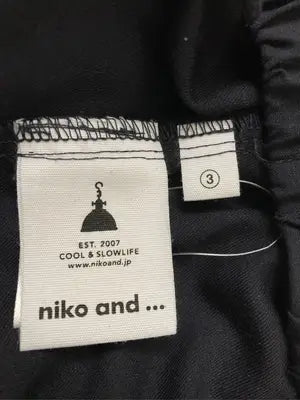 EST. 2007
COOL & SLOWLIFE
www.nikoand.jp
niko and ...
③